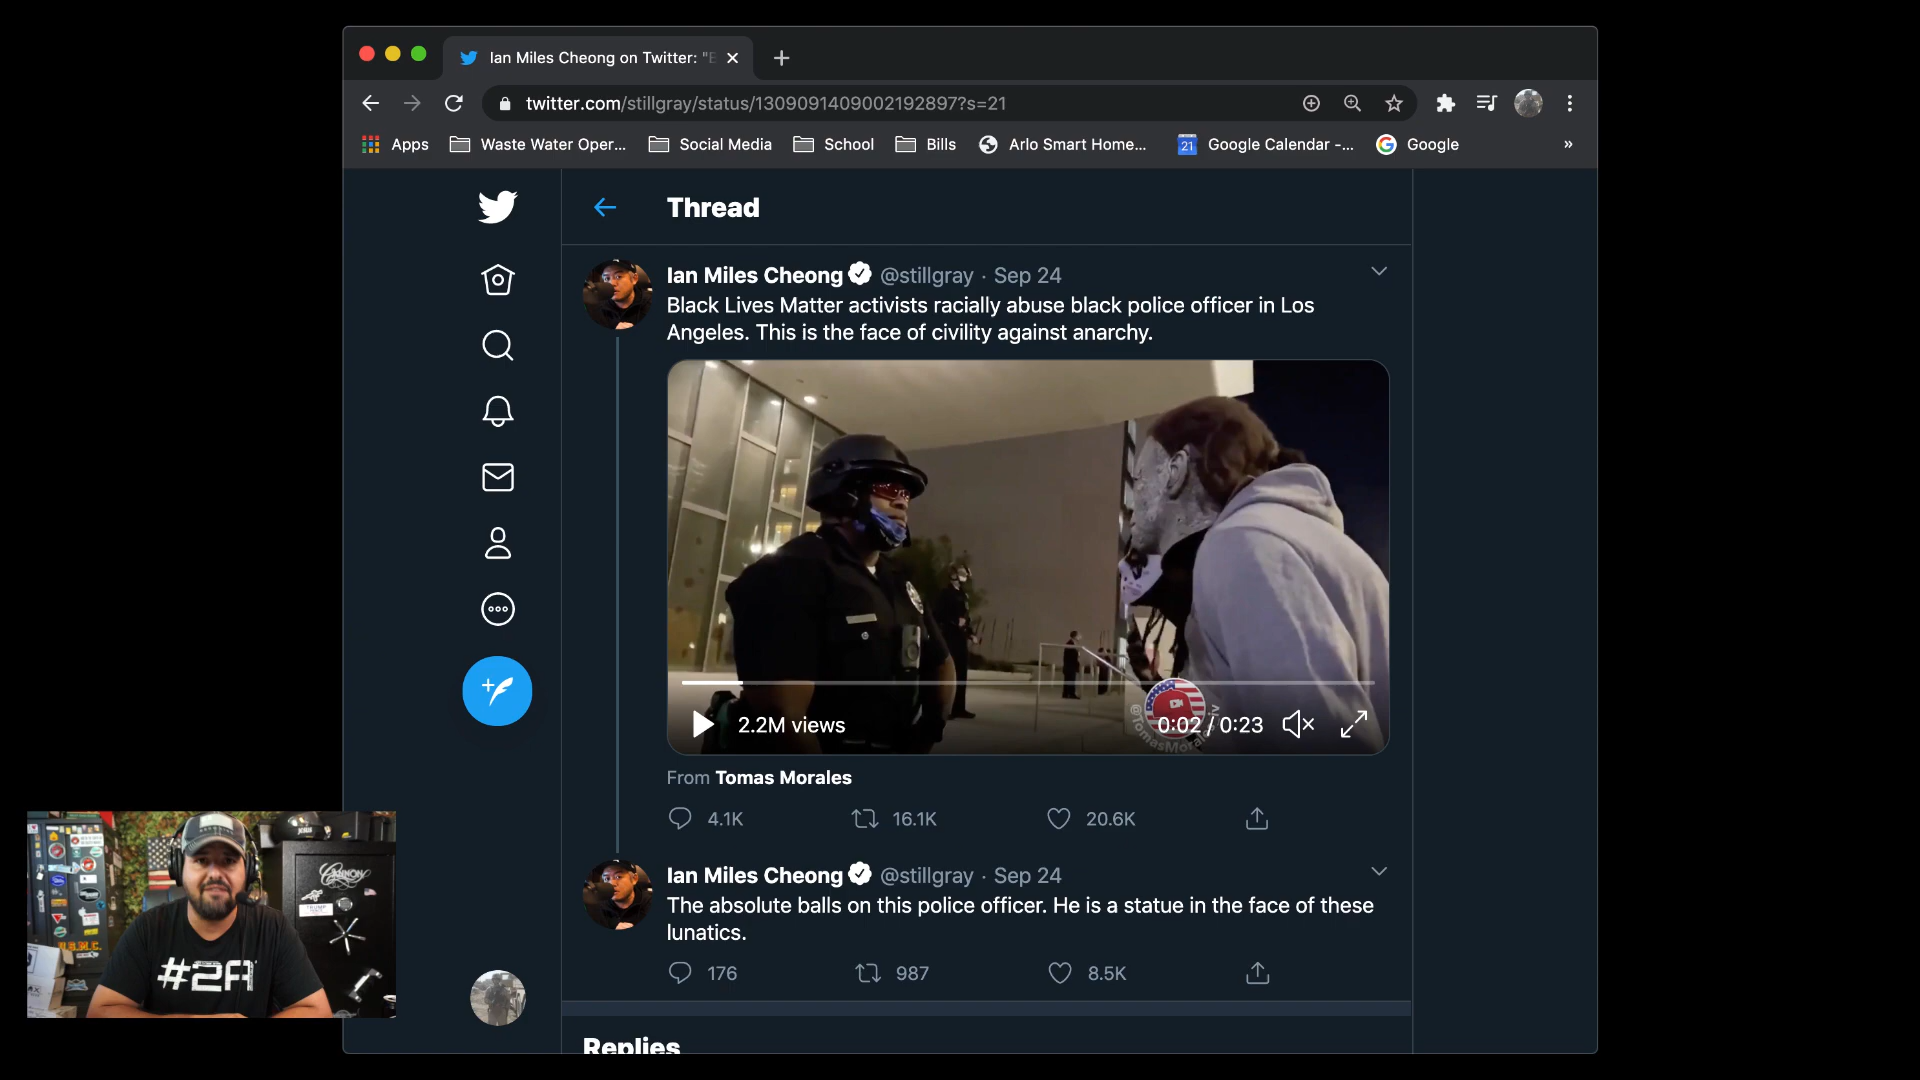 Ian Miles Cheong on Twitter: "B
twitter.com/stillgray/status/1309091409002192897?s=21
Apps
Waste Water Oper...
Social Media
School
Bills
Arlo Smart Home...
21
Google Calendar -...
Google
»
Thread
Ian Miles Cheong @stillgray · Sep 24
Black Lives Matter activists racially abuse black police officer in Los
Angeles. This is the face of civility against anarchy.
2.2M views
0:02 / 0:23
From Tomas Morales
4.1K
16.1K
20.6K
Ian Miles Cheong @stillgray · Sep 24
The absolute balls on this police officer. He is a statue in the face of these
lunatics.
176
987
8.5K
Replies
CANNON
TRUMP
U.S.M.C.
#2A